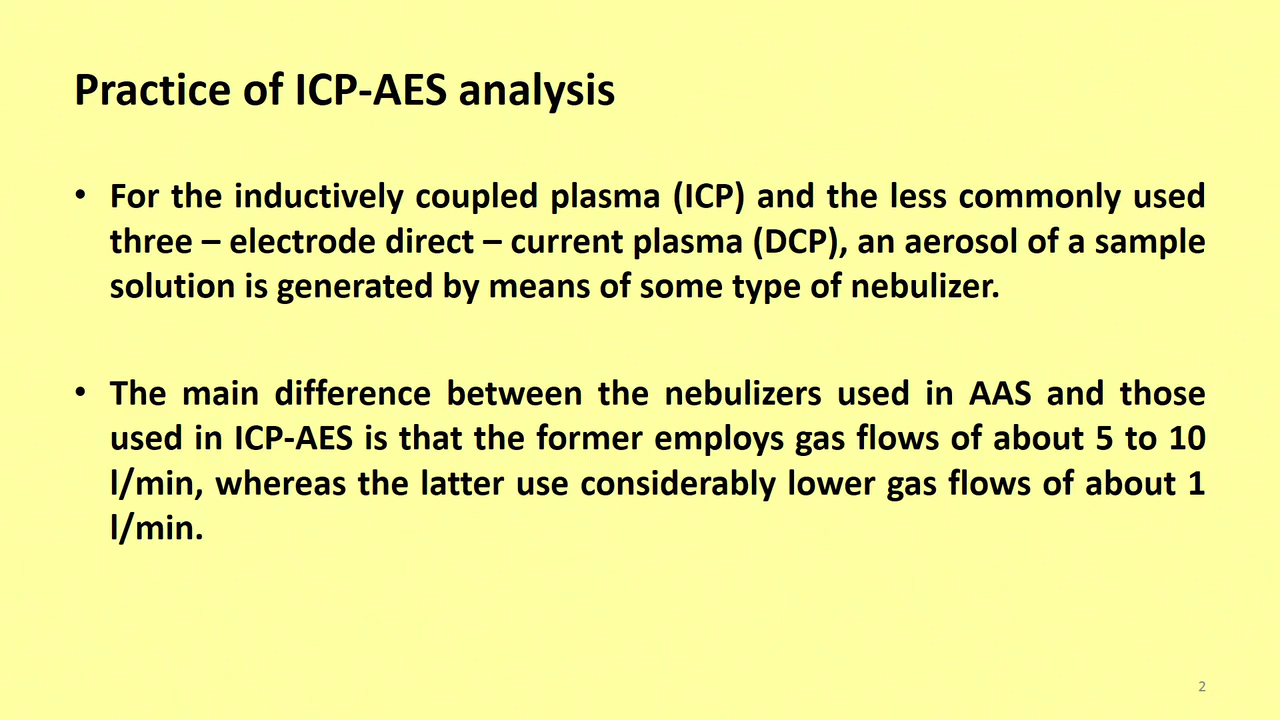 Practice of ICP-AES analysis
• For the inductively coupled plasma (ICP) and the less commonly used
three – electrode direct – current plasma (DCP), an aerosol of a sample
solution is generated by means of some type of nebulizer.
• The main difference between the nebulizers used in AAS and those
used in ICP-AES is that the former employs gas flows of about 5 to 10
l/min, whereas the latter use considerably lower gas flows of about 1
l/min.
2